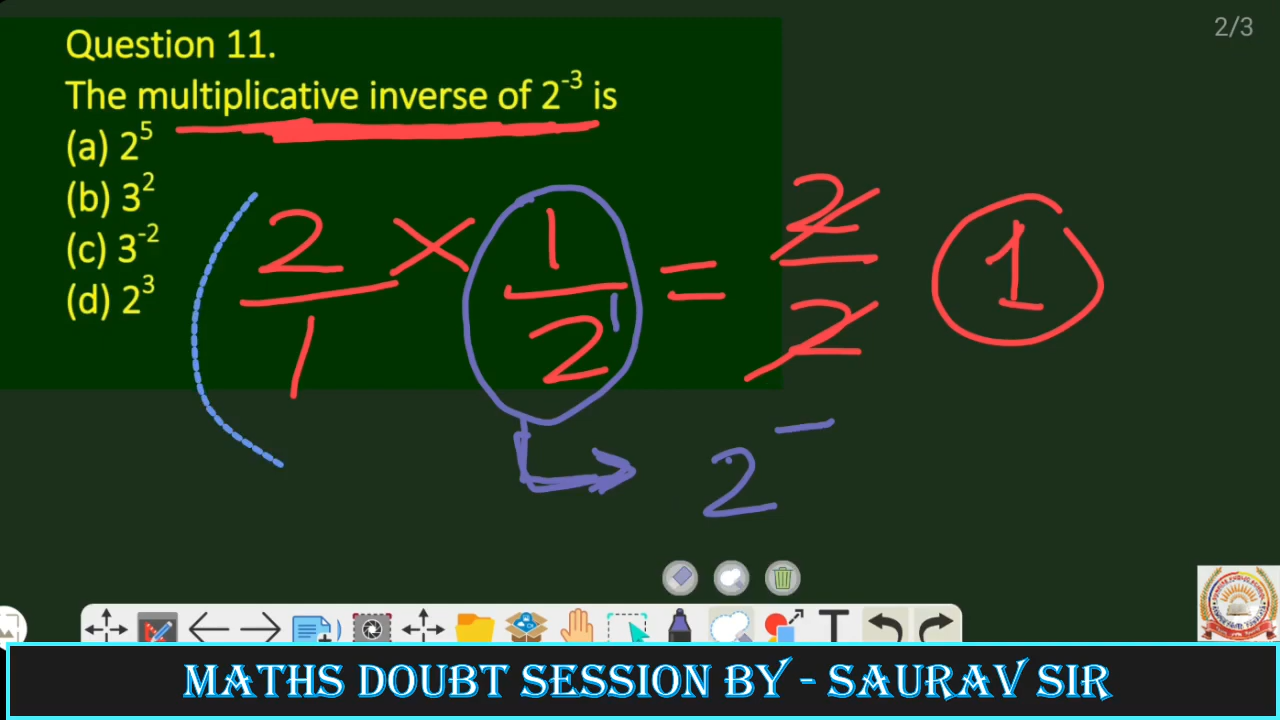 2/3
Question 11.
The multiplicative inverse of 2⁻³ is
(a) 2⁵
(b) 3²
(c) 3⁻²
(d) 2³
2/1 × 1/2¹ = 2/2 1
2⁻
T
MATHS DOUBT SESSION BY - SAURAV SIR